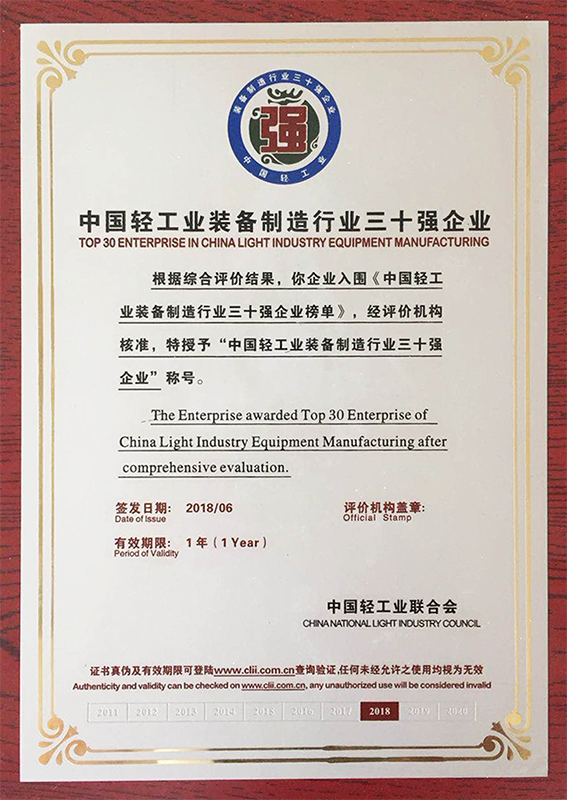 装备制造行业三十强企业
强
中国轻工业
中国轻工业装备制造行业三十强企业
TOP 30 ENTERPRISE IN CHINA LIGHT INDUSTRY EQUIPMENT MANUFACTURING
根据综合评价结果，你企业入围《中国轻工
业装备制造行业三十强企业榜单》，经评价机构
核准，特授予“中国轻工业装备制造行业三十强
企业”称号。
The Enterprise awarded Top 30 Enterprise of
China Light Industry Equipment Manufacturing after
comprehensive evaluation.
签发日期: 2018/06 评价机构盖章:
Date of Issue Official Stamp
有效期限: 1年（1 Year）
Period of Validity
中国轻工业联合会
CHINA NATIONAL LIGHT INDUSTRY COUNCIL
证书真伪及有效期限可登陆www.clii.com.cn查询验证,任何未经允许之使用均视为无效
Authenticity and validity can be checked on www.clii.com.cn, any unauthorized use will be considered invalid
2011 2012 2013 2014 2015 2016 2017 2018 2019 2020